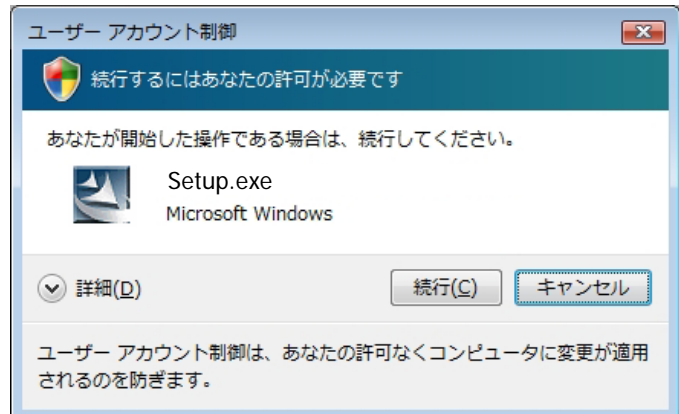 ユーザー アカウント制御
続行するにはあなたの許可が必要です
あなたが開始した操作である場合は、続行してください。
Setup.exe
Microsoft Windows
詳細(D)
続行(C)
キャンセル
ユーザー アカウント制御は、あなたの許可なくコンピュータに変更が適用
されるのを防ぎます。